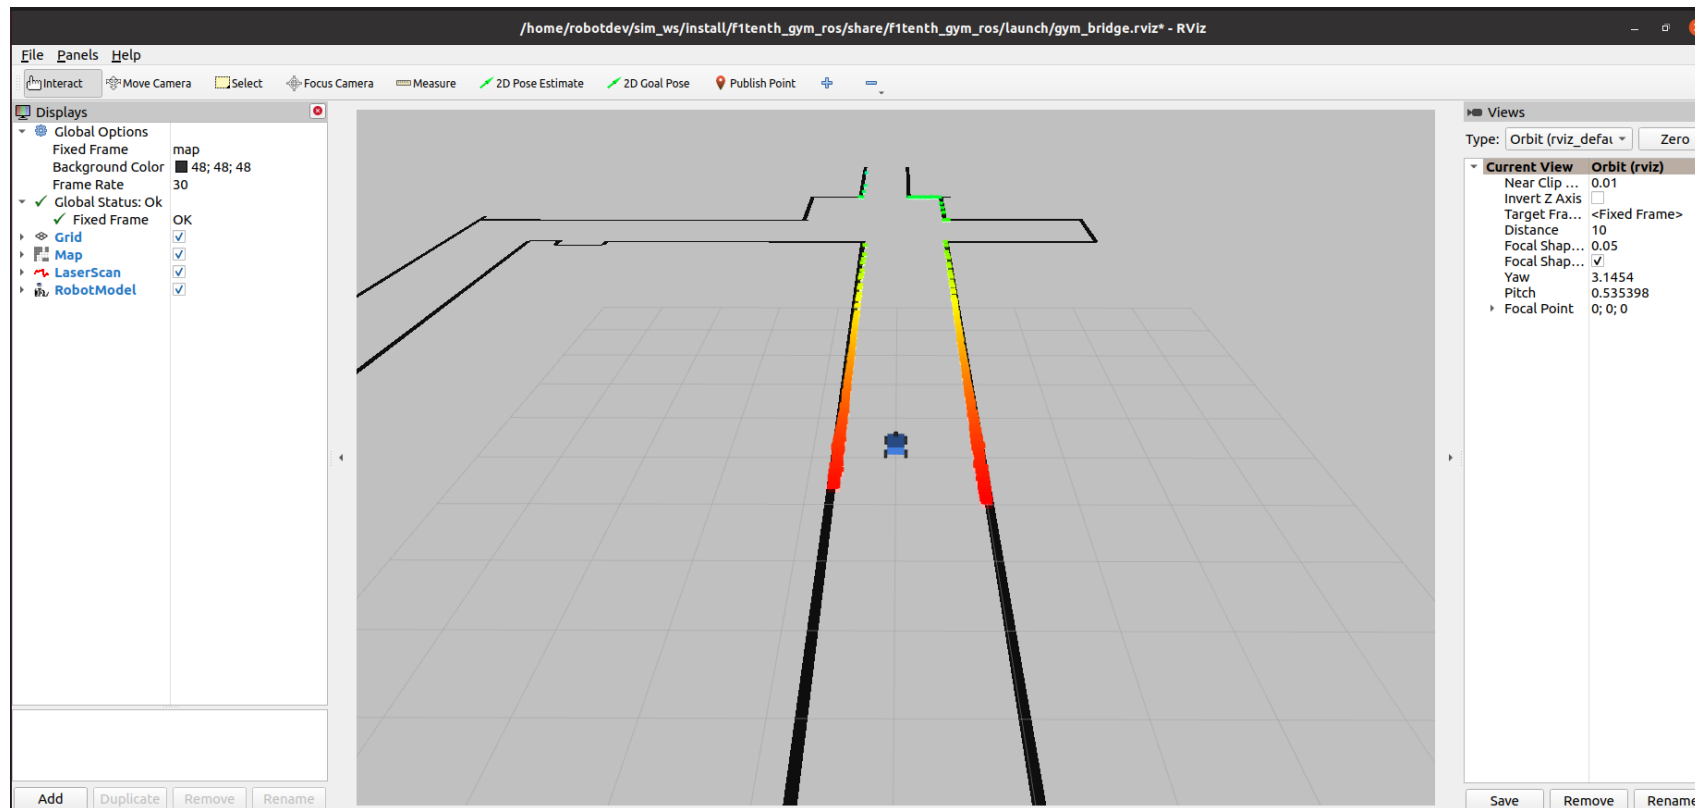 /home/robotdev/sim_ws/install/f1tenth_gym_ros/share/f1tenth_gym_ros/launch/gym_bridge.rviz* - RViz
File Panels Help
Interact Move Camera Select Focus Camera Measure 2D Pose Estimate 2D Goal Pose Publish Point
Displays
Global Options
Fixed Frame map
Background Color 48; 48; 48
Frame Rate 30
Global Status: Ok
Fixed Frame OK
Grid
Map
LaserScan
RobotModel
Add Duplicate Remove Rename
Views
Type: Orbit (rviz_defau Zero
Current View Orbit (rviz)
Near Clip ... 0.01
Invert Z Axis
Target Fra... <Fixed Frame>
Distance 10
Focal Shap... 0.05
Focal Shap...
Yaw 3.1454
Pitch 0.535398
Focal Point 0; 0; 0
Save Remove Rename